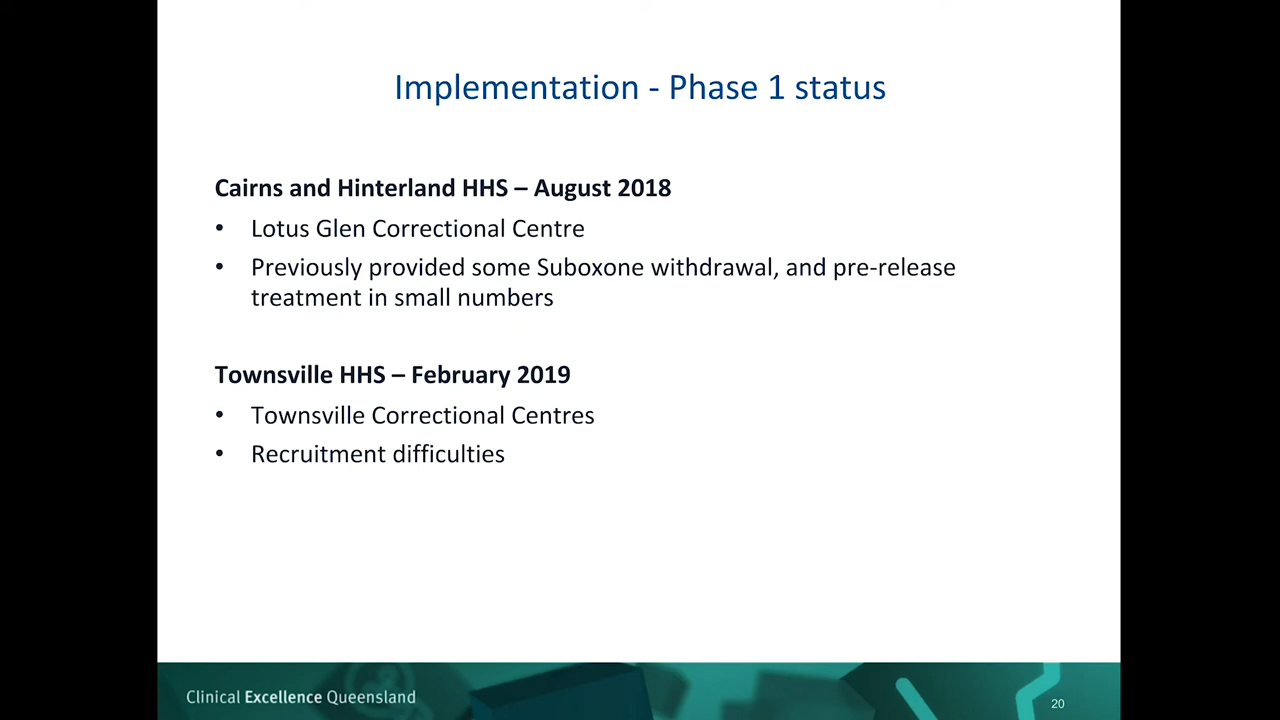 Implementation - Phase 1 status
Cairns and Hinterland HHS – August 2018
• Lotus Glen Correctional Centre
• Previously provided some Suboxone withdrawal, and pre-release
treatment in small numbers
Townsville HHS – February 2019
• Townsville Correctional Centres
• Recruitment difficulties
Clinical Excellence Queensland
20